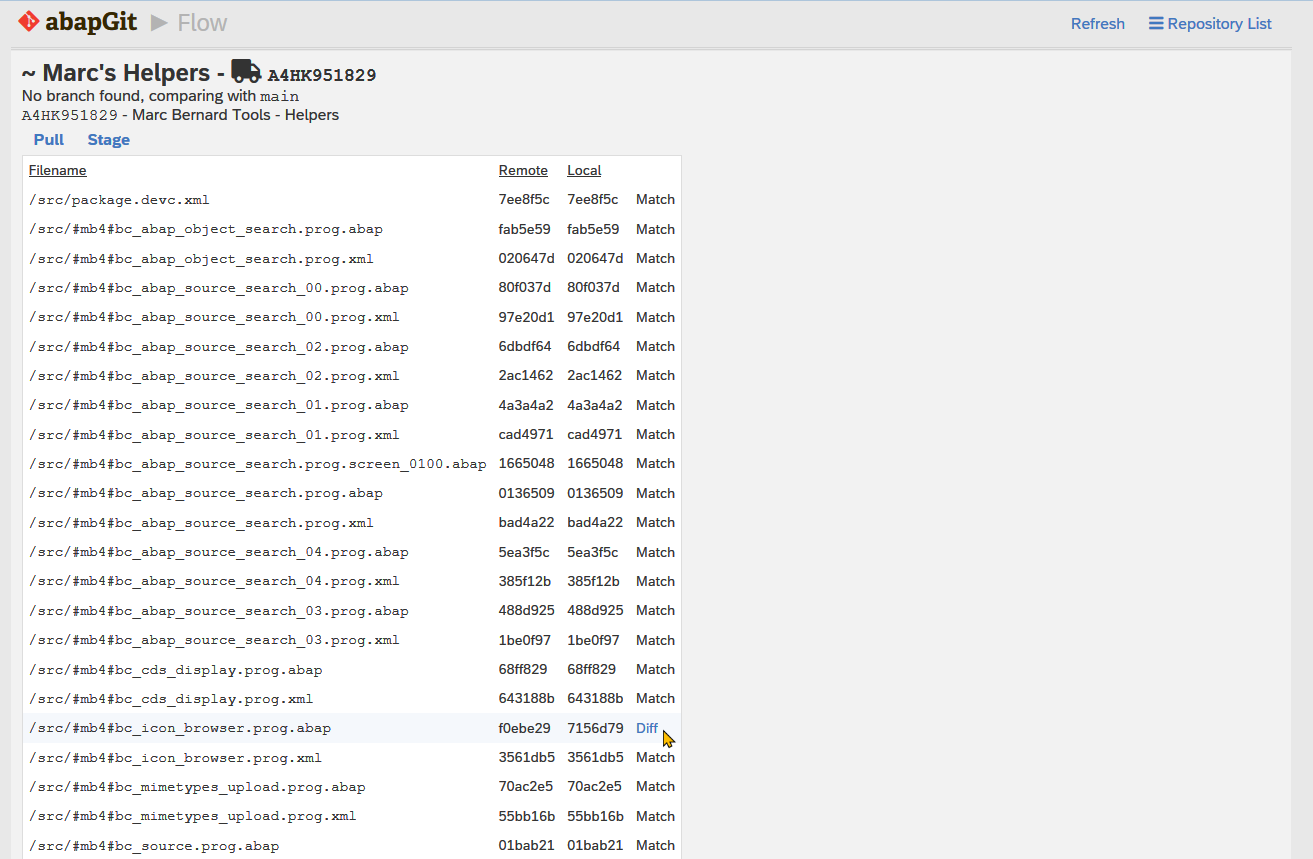 abapGit Flow Refresh Repository List
~ Marc's Helpers - A4HK951829
No branch found, comparing with main
A4HK951829 - Marc Bernard Tools - Helpers
Pull Stage
Filename Remote Local
/src/package.devc.xml 7ee8f5c 7ee8f5c Match
/src/#mb4#bc_abap_object_search.prog.abap fab5e59 fab5e59 Match
/src/#mb4#bc_abap_object_search.prog.xml 020647d 020647d Match
/src/#mb4#bc_abap_source_search_00.prog.abap 80f037d 80f037d Match
/src/#mb4#bc_abap_source_search_00.prog.xml 97e20d1 97e20d1 Match
/src/#mb4#bc_abap_source_search_02.prog.abap 6dbdf64 6dbdf64 Match
/src/#mb4#bc_abap_source_search_02.prog.xml 2ac1462 2ac1462 Match
/src/#mb4#bc_abap_source_search_01.prog.abap 4a3a4a2 4a3a4a2 Match
/src/#mb4#bc_abap_source_search_01.prog.xml cad4971 cad4971 Match
/src/#mb4#bc_abap_source_search.prog.screen_0100.abap 1665048 1665048 Match
/src/#mb4#bc_abap_source_search.prog.abap 0136509 0136509 Match
/src/#mb4#bc_abap_source_search.prog.xml bad4a22 bad4a22 Match
/src/#mb4#bc_abap_source_search_04.prog.abap 5ea3f5c 5ea3f5c Match
/src/#mb4#bc_abap_source_search_04.prog.xml 385f12b 385f12b Match
/src/#mb4#bc_abap_source_search_03.prog.abap 488d925 488d925 Match
/src/#mb4#bc_abap_source_search_03.prog.xml 1be0f97 1be0f97 Match
/src/#mb4#bc_cds_display.prog.abap 68ff829 68ff829 Match
/src/#mb4#bc_cds_display.prog.xml 643188b 643188b Match
/src/#mb4#bc_icon_browser.prog.abap f0ebe29 7156d79 Diff
/src/#mb4#bc_icon_browser.prog.xml 3561db5 3561db5 Match
/src/#mb4#bc_mimetypes_upload.prog.abap 70ac2e5 70ac2e5 Match
/src/#mb4#bc_mimetypes_upload.prog.xml 55bb16b 55bb16b Match
/src/#mb4#bc_source.prog.abap 01bab21 01bab21 Match